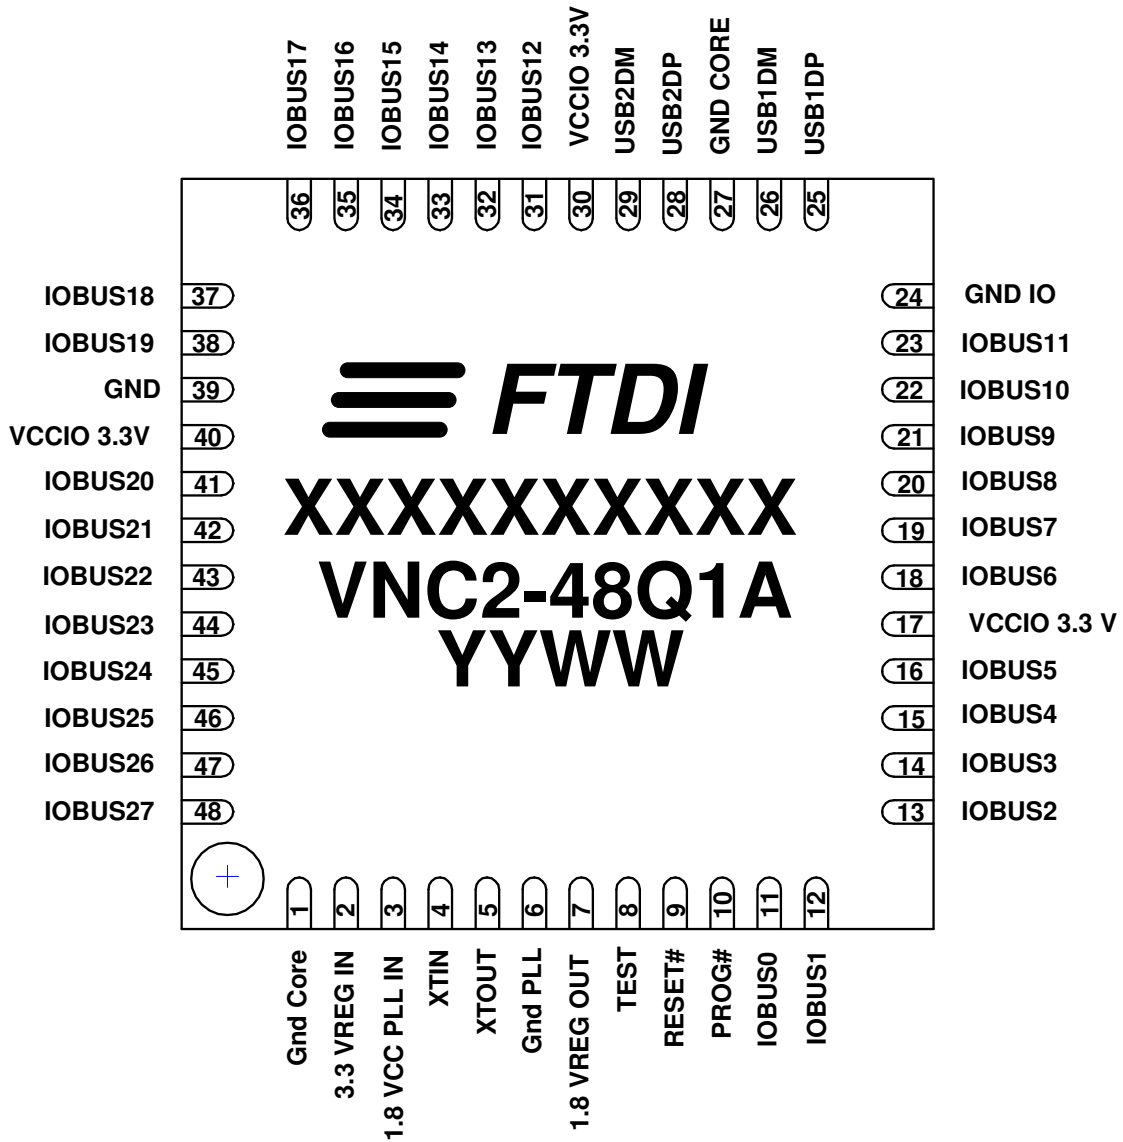 IOBUS17
IOBUS16
IOBUS15
IOBUS14
IOBUS13
IOBUS12
VCCIO 3.3V
USB2DM
USB2DP
GND CORE
USB1DM
USB1DP
36
35
34
33
32
31
30
29
28
27
26
25
IOBUS18 37
IOBUS19 38
GND 39
VCCIO 3.3V 40
IOBUS20 41
IOBUS21 42
IOBUS22 43
IOBUS23 44
IOBUS24 45
IOBUS25 46
IOBUS26 47
IOBUS27 48
FTDI
XXXXXXXXXX
VNC2-48Q1A
YYWW
24 GND IO
23 IOBUS11
22 IOBUS10
21 IOBUS9
20 IOBUS8
19 IOBUS7
18 IOBUS6
17 VCCIO 3.3 V
16 IOBUS5
15 IOBUS4
14 IOBUS3
13 IOBUS2
1
2
3
4
5
6
7
8
9
10
11
12
Gnd Core
3.3 VREG IN
1.8 VCC PLL IN
XTIN
XTOUT
Gnd PLL
1.8 VREG OUT
TEST
RESET#
PROG#
IOBUS0
IOBUS1